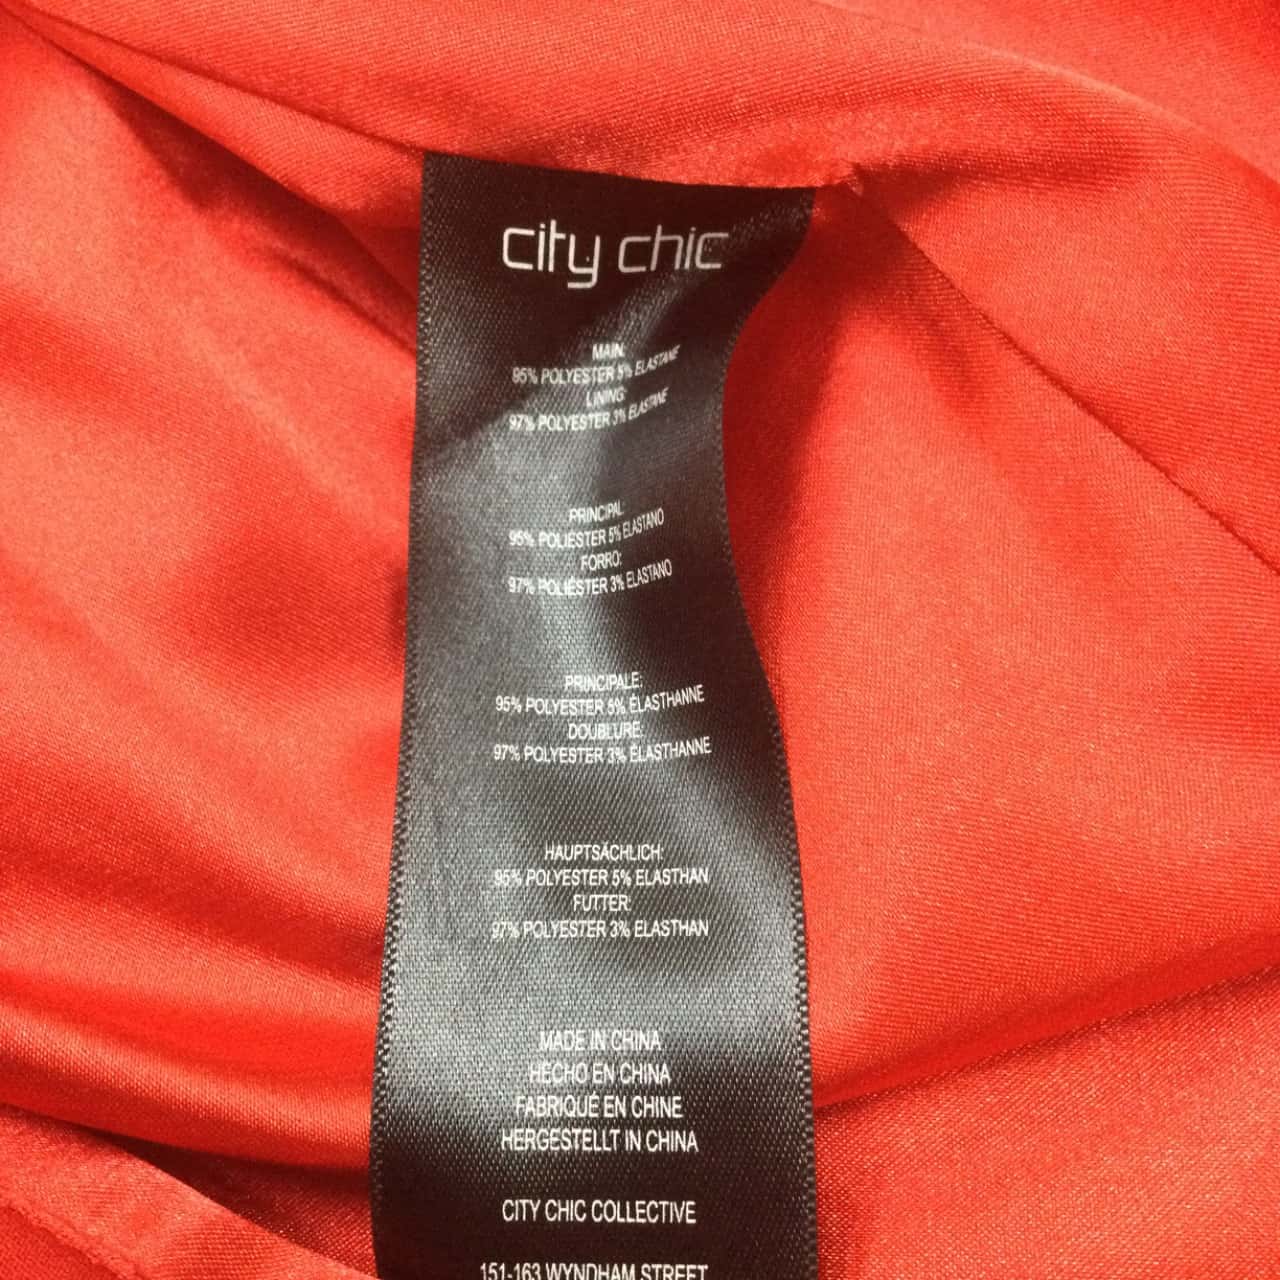 city chic
MAIN:
95% POLYESTER 5% ELASTANE
LINING:
97% POLYESTER 3% ELASTANE
PRINCIPAL:
95% POLIÉSTER 5% ELASTANO
FORRO:
97% POLIÉSTER 3% ELASTANO
PRINCIPALE:
95% POLYESTER 5% ÉLASTHANNE
DOUBLURE:
97% POLYESTER 3% ÉLASTHANNE
HAUPTSÄCHLICH:
95% POLYESTER 5% ELASTHAN
FUTTER:
97% POLYESTER 3% ELASTHAN
MADE IN CHINA
HECHO EN CHINA
FABRIQUÉ EN CHINE
HERGESTELLT IN CHINA
CITY CHIC COLLECTIVE
151-163 WYNDHAM STREET